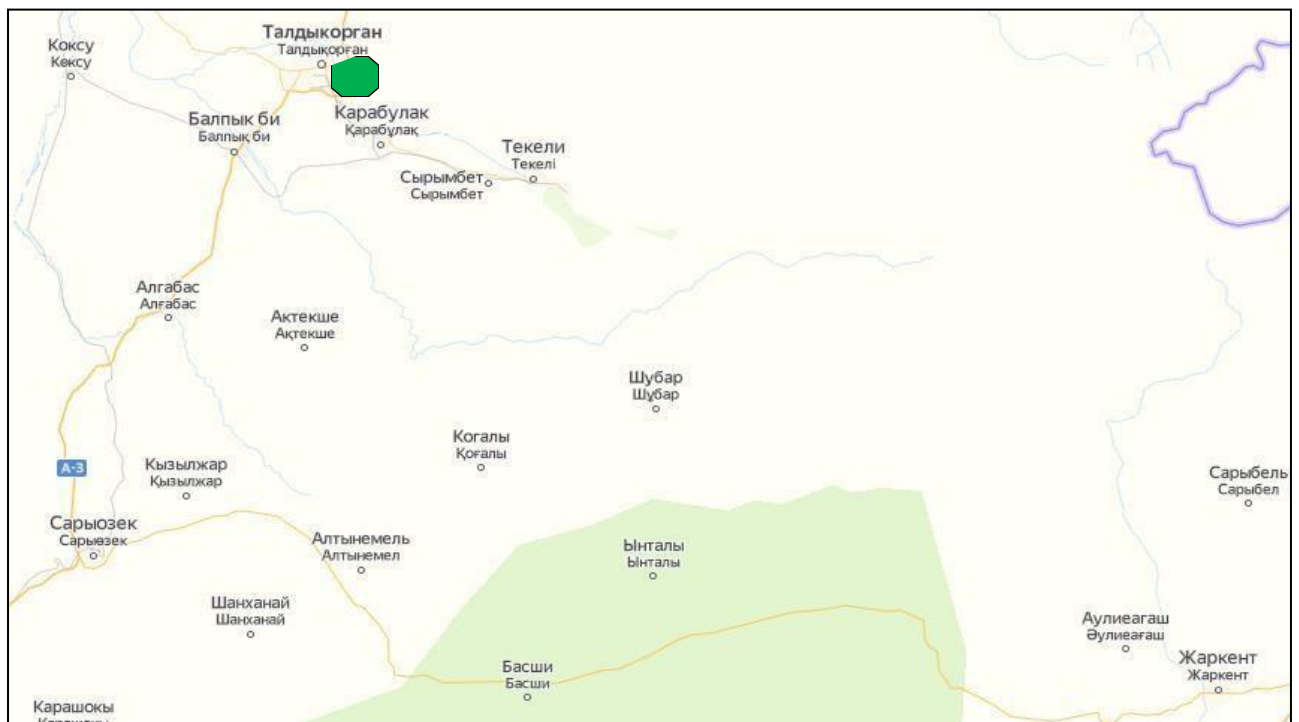 Талдыкорган
Талдықорған
Коксу
Көксу
Балпык би
Балпық би
Карабулак
Қарабұлақ
Текели
Текелі
Сырымбет
Сырымбет
Алгабас
Алғабас
Актекше
Ақтекше
Шубар
Шұбар
Когалы
Қоғалы
А-3
Кызылжар
Қызылжар
Сарыбель
Сарыбел
Сарыозек
Сарыөзек
Алтынемель
Алтынемел
Ынталы
Ынталы
Шанханай
Шанханай
Аулиеагаш
Әулиеағаш
Басши
Басши
Жаркент
Жаркент
Карашокы